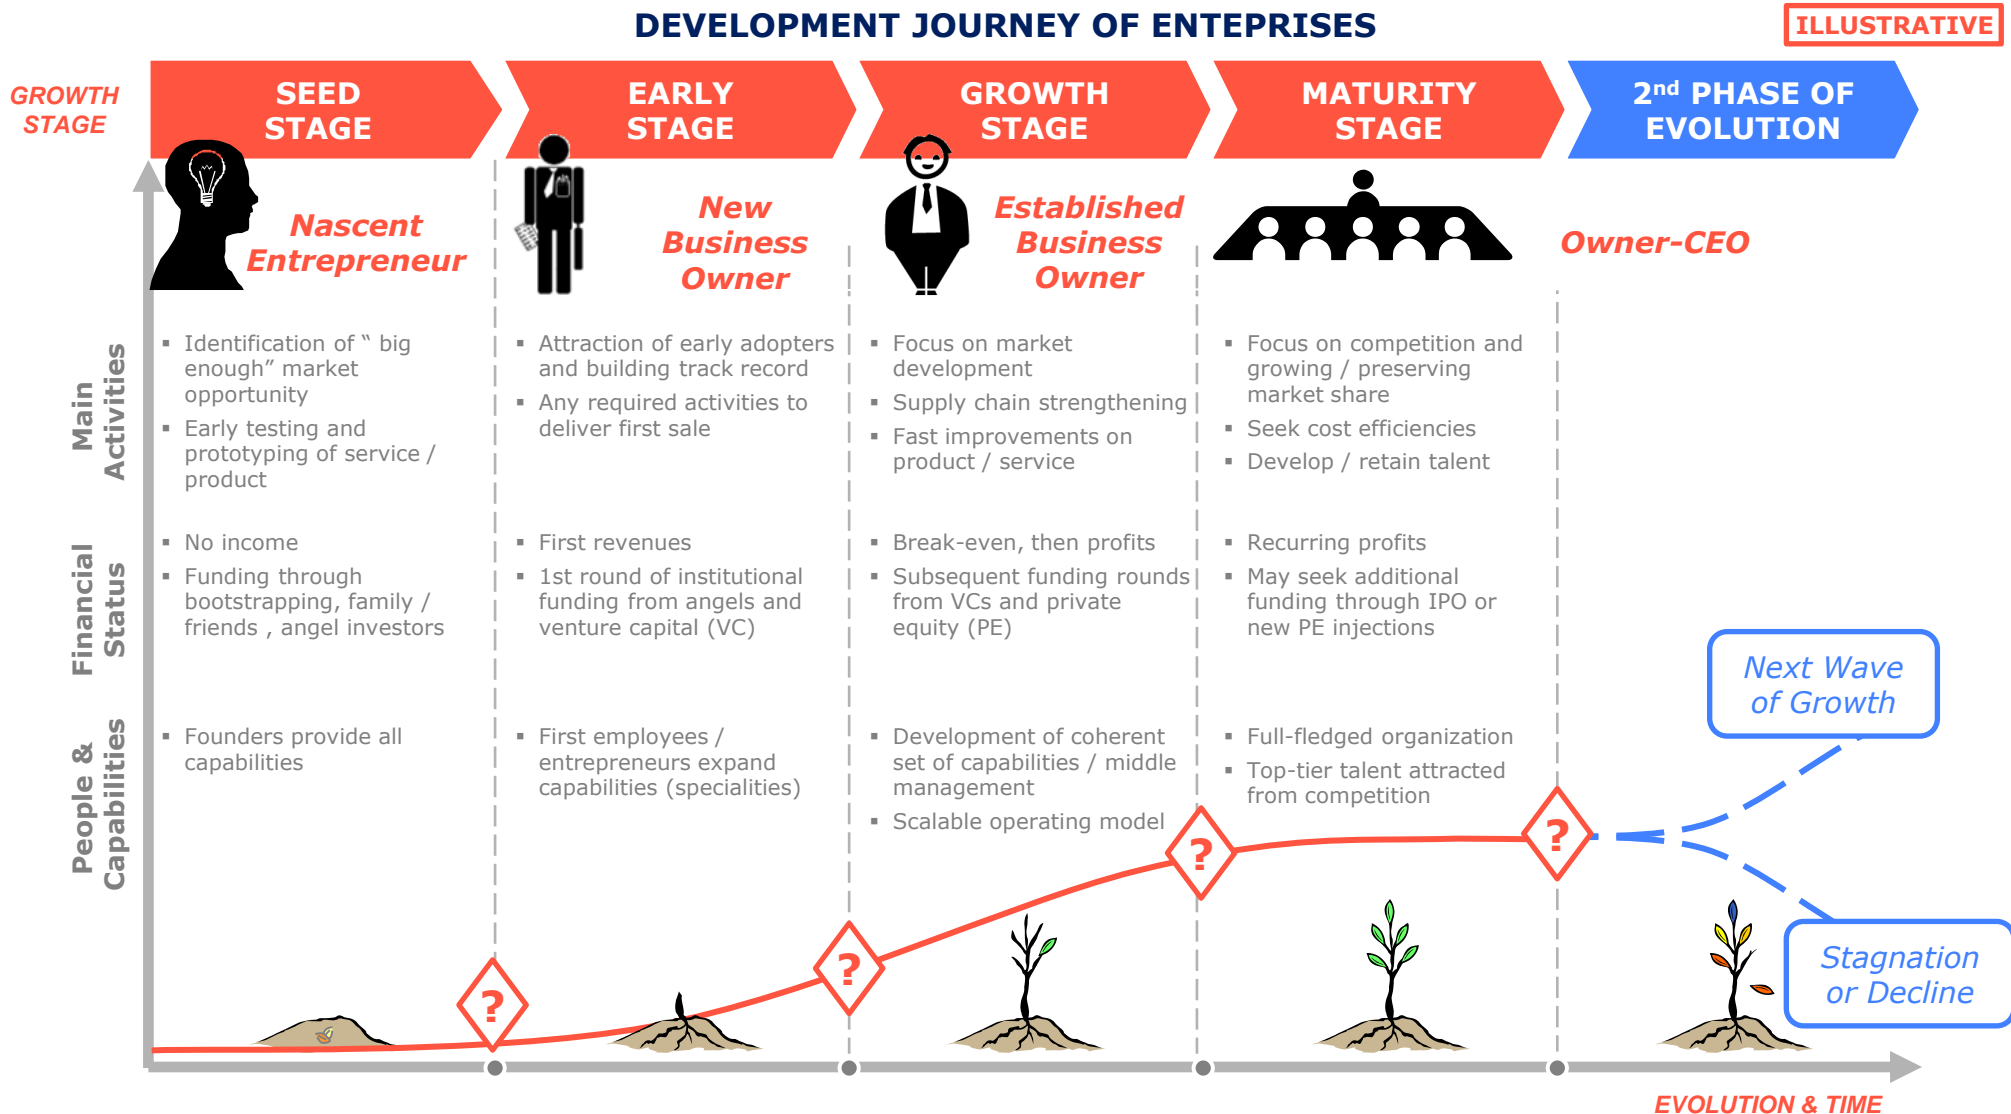 DEVELOPMENT JOURNEY OF ENTEPRISES
ILLUSTRATIVE
GROWTH
STAGE
SEED
STAGE
EARLY
STAGE
GROWTH
STAGE
MATURITY
STAGE
2nd PHASE OF
EVOLUTION
Nascent
Entrepreneur
New
Business
Owner
Established
Business
Owner
Owner-CEO
Main
Activities
▪ Identification of “ big
enough” market
opportunity
▪ Early testing and
prototyping of service /
product
▪ Attraction of early adopters
and building track record
▪ Any required activities to
deliver first sale
▪ Focus on market
development
▪ Supply chain strengthening
▪ Fast improvements on
product / service
▪ Focus on competition and
growing / preserving
market share
▪ Seek cost efficiencies
▪ Develop / retain talent
Financial
Status
▪ No income
▪ Funding through
bootstrapping, family /
friends , angel investors
▪ First revenues
▪ 1st round of institutional
funding from angels and
venture capital (VC)
▪ Break-even, then profits
▪ Subsequent funding rounds
from VCs and private
equity (PE)
▪ Recurring profits
▪ May seek additional
funding through IPO or
new PE injections
People &
Capabilities
▪ Founders provide all
capabilities
▪ First employees /
entrepreneurs expand
capabilities (specialities)
▪ Development of coherent
set of capabilities / middle
management
▪ Scalable operating model
▪ Full-fledged organization
▪ Top-tier talent attracted
from competition
Next Wave
of Growth
?
?
?
?
Stagnation
or Decline
EVOLUTION & TIME